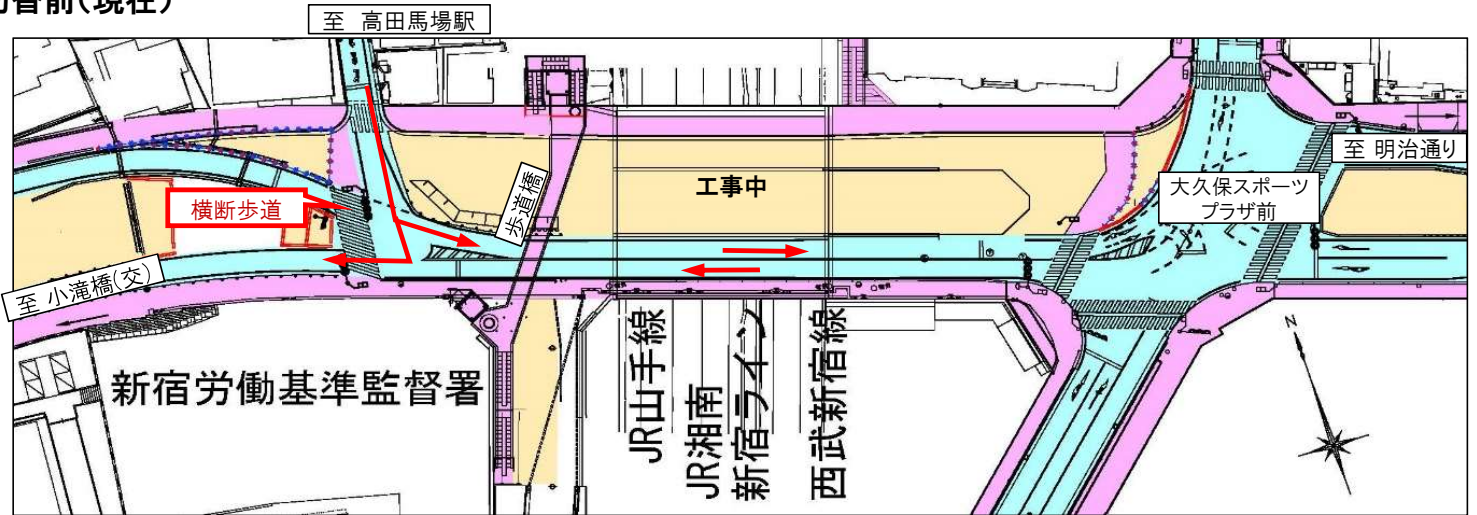 切替前（現在）
至 高田馬場駅
至 明治通り
工事中
大久保スポーツ
プラザ前
横断歩道
歩道橋
至 小滝橋(交)
新宿労働基準監督署
JR山手線
JR湘南
新宿ライン
西武新宿線
N